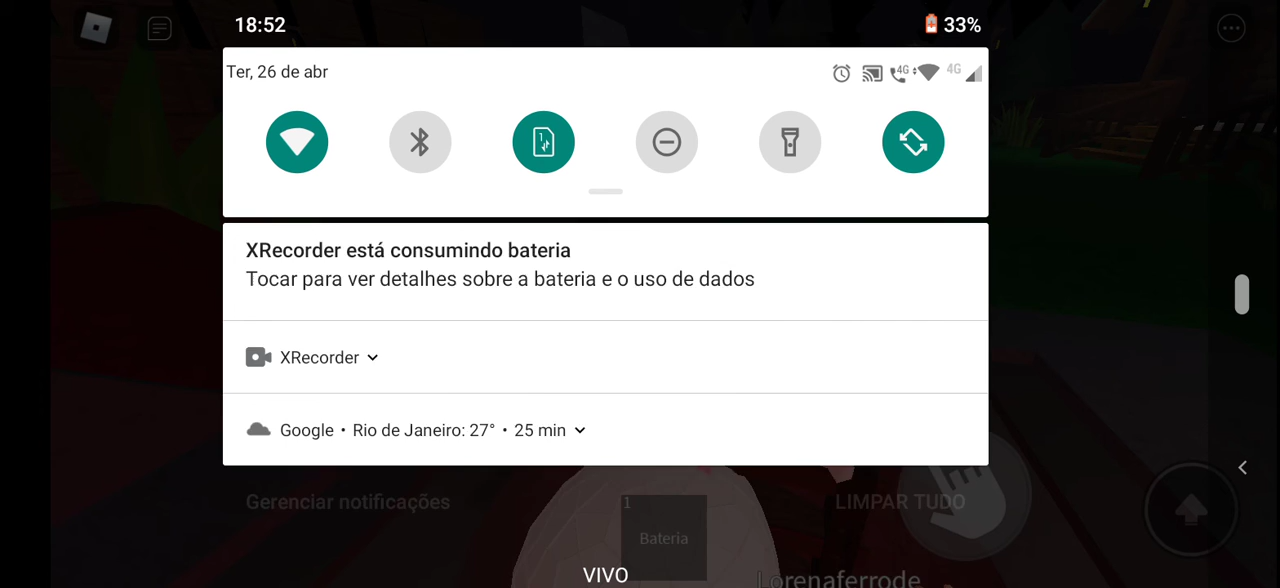 18:52
33%
Ter, 26 de abr
4G
4G
1
XRecorder está consumindo bateria
Tocar para ver detalhes sobre a bateria e o uso de dados
XRecorder
Google • Rio de Janeiro: 27° • 25 min
Gerenciar notificações
LIMPAR TUDO
1
Bateria
VIVO
Lorenaferrode